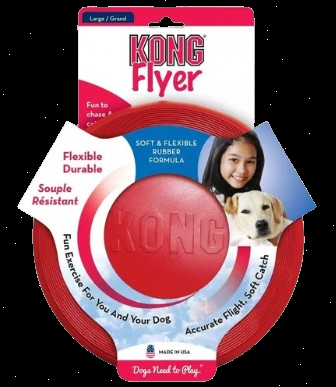 Large / Grand
KONG
Flyer
Fun to
chase &
SOFT & FLEXIBLE
RUBBER
FORMULA
Flexible
Durable
Souple
Résistant
KONG
Fun Exercise For You And Your Dog
Accurate Flight, Soft Catch
MADE IN USA
Dogs Need to Play.